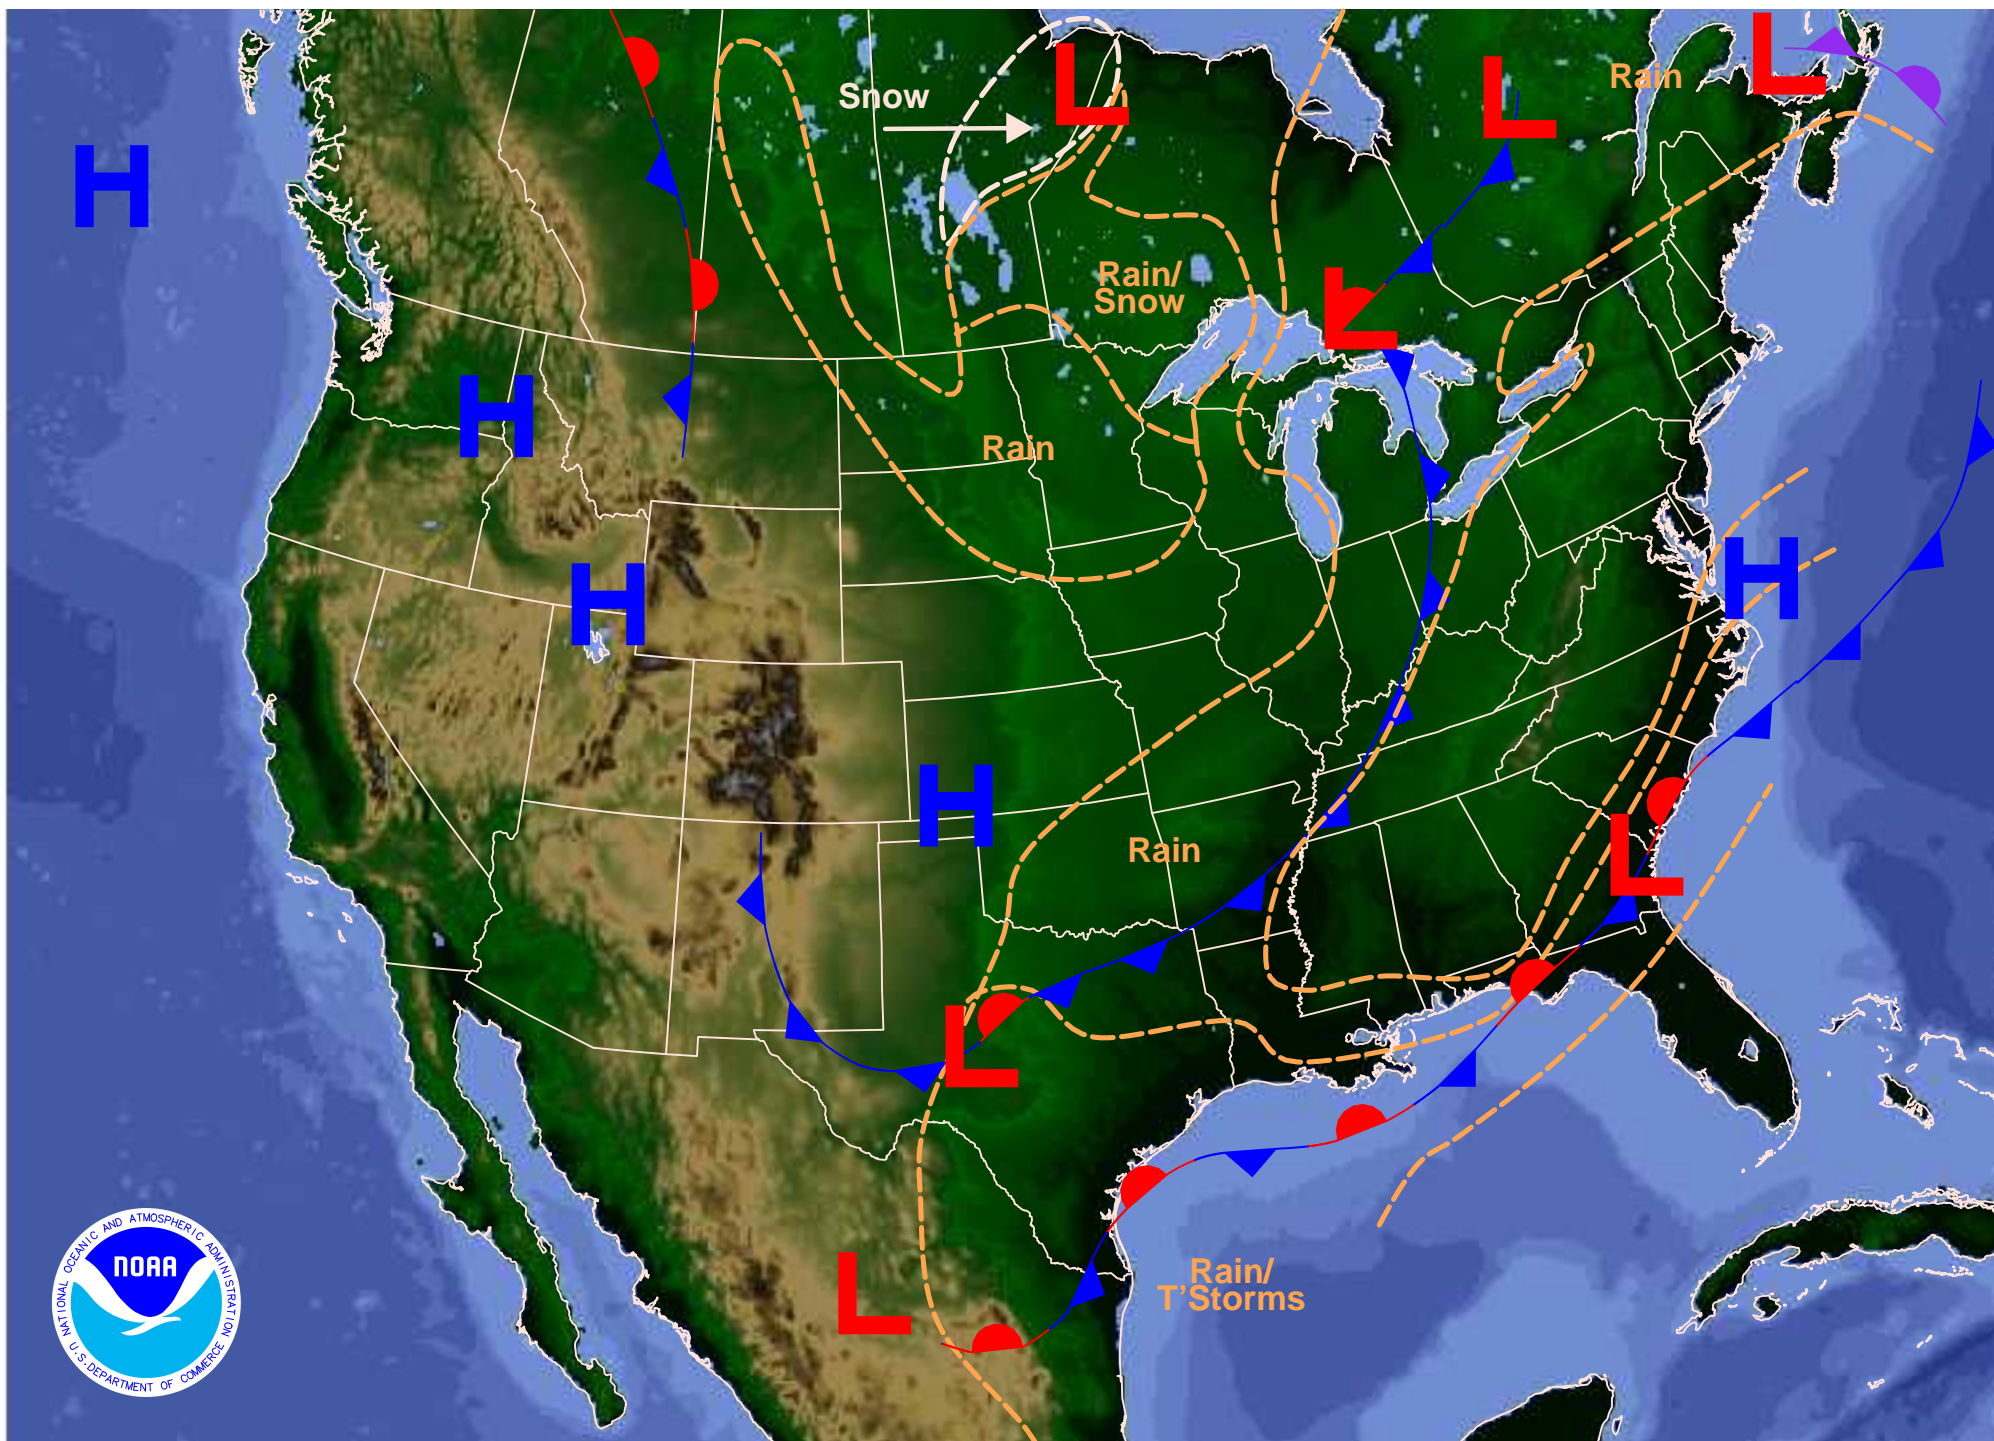 L
L
Rain
Snow
L
H
Rain/
Snow
L
H
Rain
H
H
H
Rain
L
L
Rain/
T'Storms
L
NATIONAL OCEANIC AND ATMOSPHERIC ADMINISTRATION
NOAA
U.S. DEPARTMENT OF COMMERCE